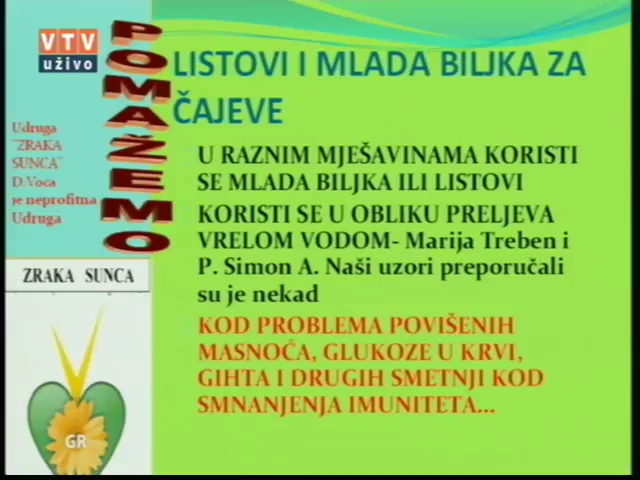 VTV
uživo
POMAŽEMO
Udruga
"ZRAKA
SUNCA"
D.Voca
je neprofitna
Udruga
ZRAKA SUNCA
GR
LISTOVI I MLADA BILJKA ZA
ČAJEVE
U RAZNIM MJEŠAVINAMA KORISTI
SE MLADA BILJKA ILI LISTOVI
KORISTI SE U OBLIKU PRELJEVA
VRELOM VODOM- Marija Treben i
P. Simon A. Naši uzori preporučali
su je nekad
KOD PROBLEMA POVIŠENIH
MASNOĆA, GLUKOZE U KRVI,
GIHTA I DRUGIH SMETNJI KOD
SMNANJENJA IMUNITETA...